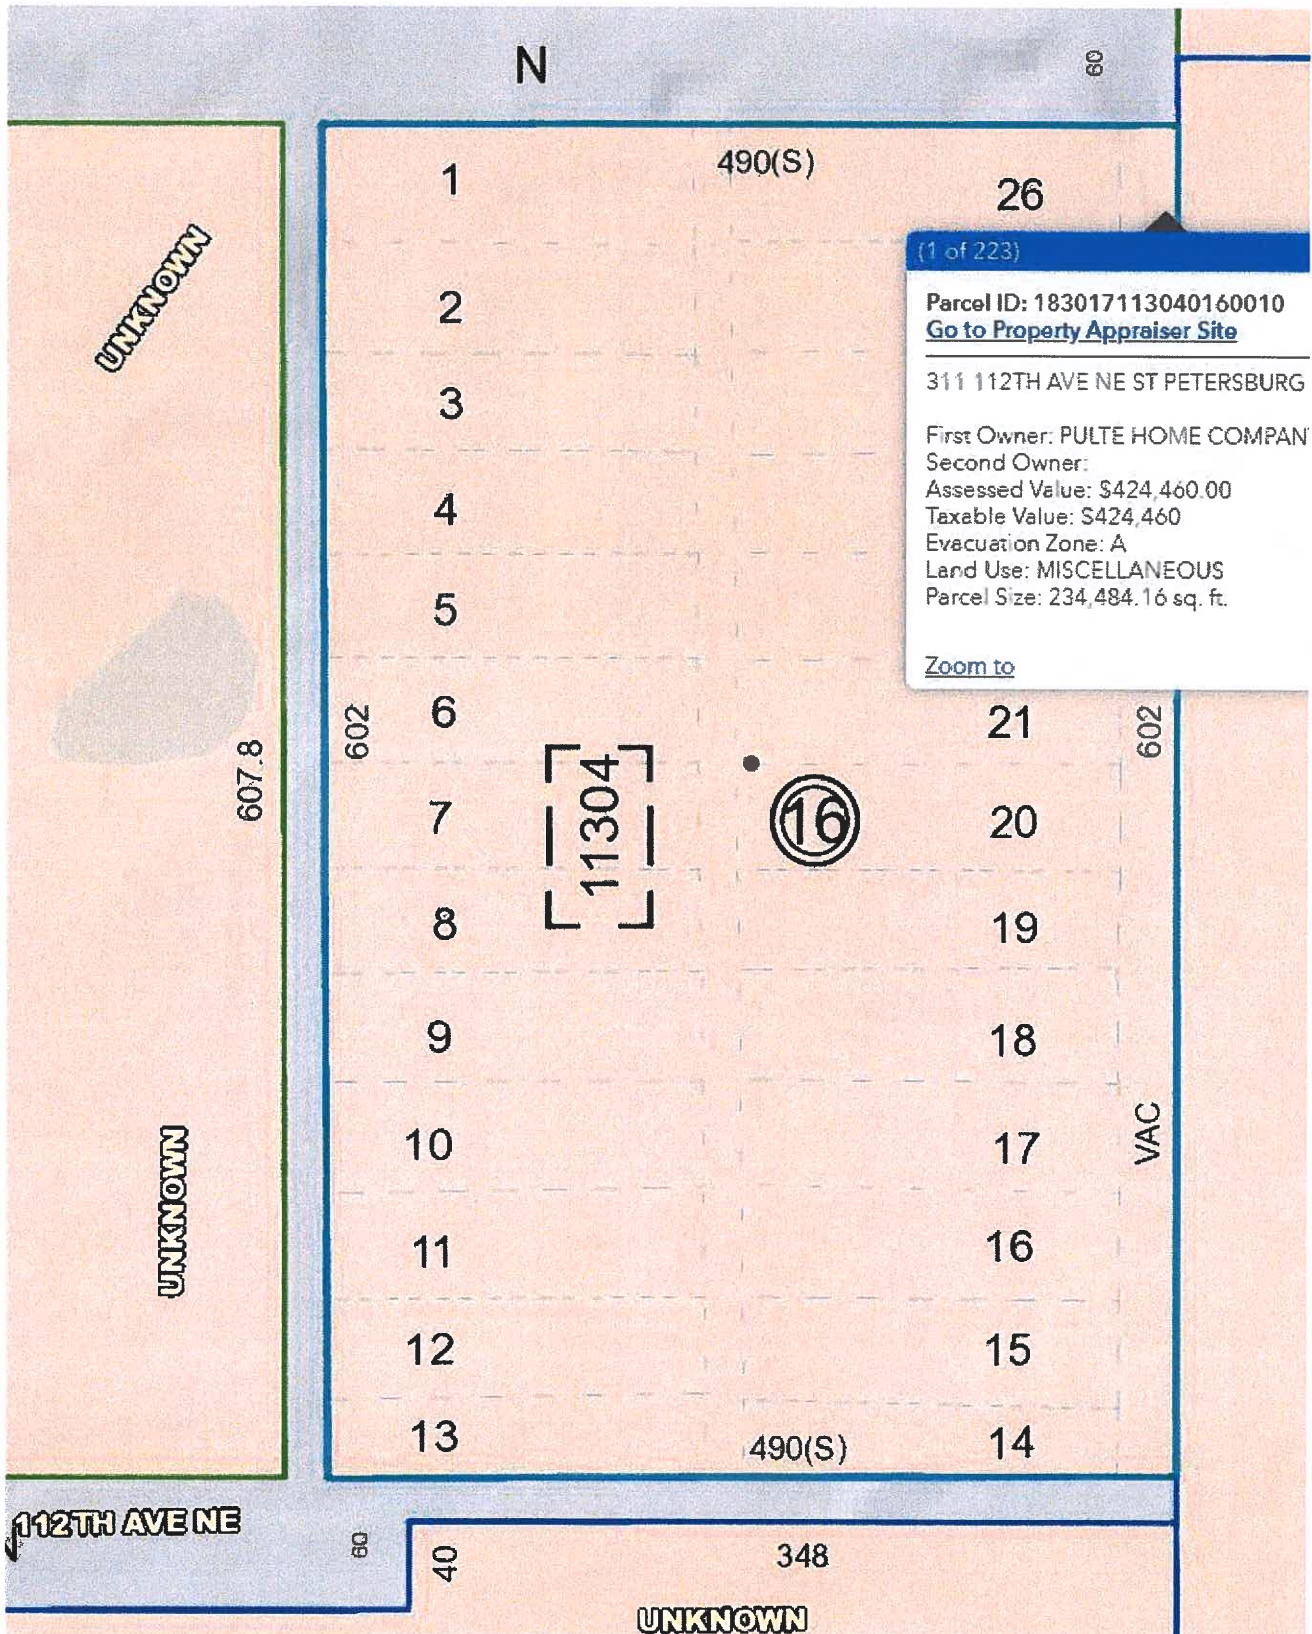 N
60
1
490(S)
26
UNKNOWN
(1 of 223)
Parcel ID: 183017113040160010
Go to Property Appraiser Site
311 112TH AVE NE ST PETERSBURG
First Owner: PULTE HOME COMPAN
Second Owner:
Assessed Value: $424,460.00
Taxable Value: $424,460
Evacuation Zone: A
Land Use: MISCELLANEOUS
Parcel Size: 234,484.16 sq. ft.
Zoom to
2
3
4
5
6
602
21
602
607.8
7
11304
16
20
8
19
9
18
10
17
VAC
UNKNOWN
11
16
12
15
13
490(S)
14
112TH AVE NE
60
40
348
UNKNOWN